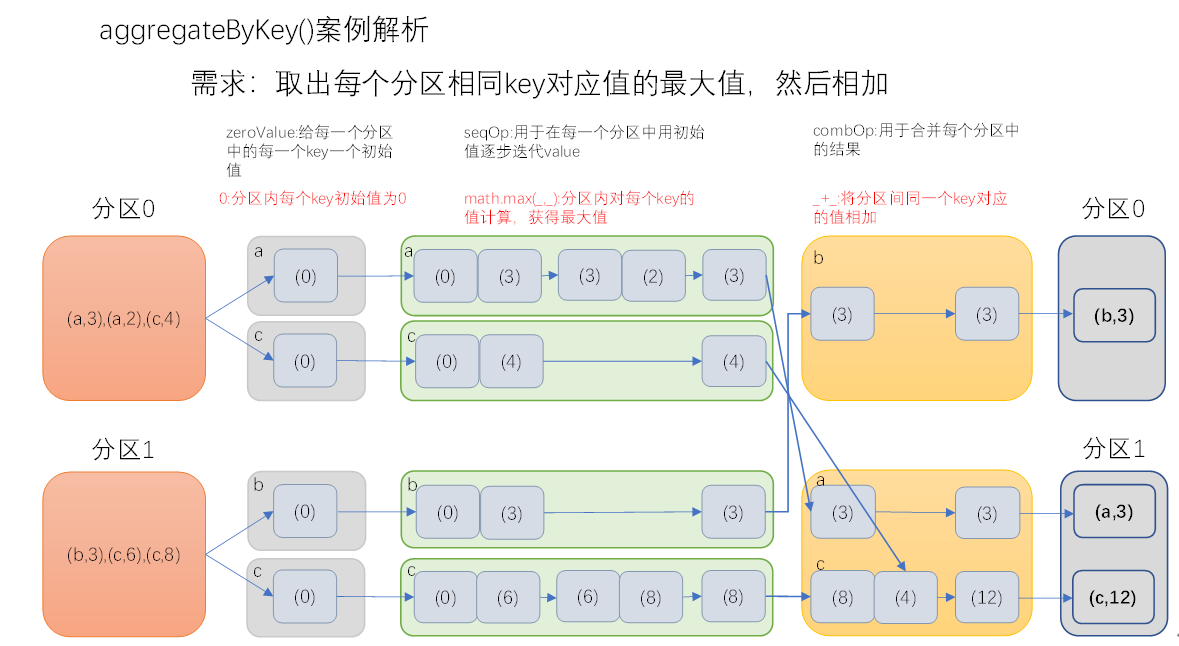 aggregateByKey()案例解析
需求：取出每个分区相同key对应值的最大值，然后相加
zeroValue:给每一个分区
中的每一个key一个初始
值
seqOp:用于在每一个分区中用初始
值逐步迭代value
combOp:用于合并每个分区中
的结果
0:分区内每个key初始值为0
math.max(_,_):分区内对每个key的
值计算，获得最大值
_+_:将分区间同一个key对应
的值相加
分区0
分区0
(a,3),(a,2),(c,4)
a
(0)
a
(0)
(3)
(3)
(2)
(3)
c
(0)
c
(0)
(4)
(4)
b
(3)
(3)
(b,3)
分区1
分区1
(b,3),(c,6),(c,8)
b
(0)
b
(0)
(3)
(3)
a
(3)
(3)
(a,3)
c
(0)
c
(0)
(6)
(6)
(8)
(8)
c
(8)
(4)
(12)
(c,12)